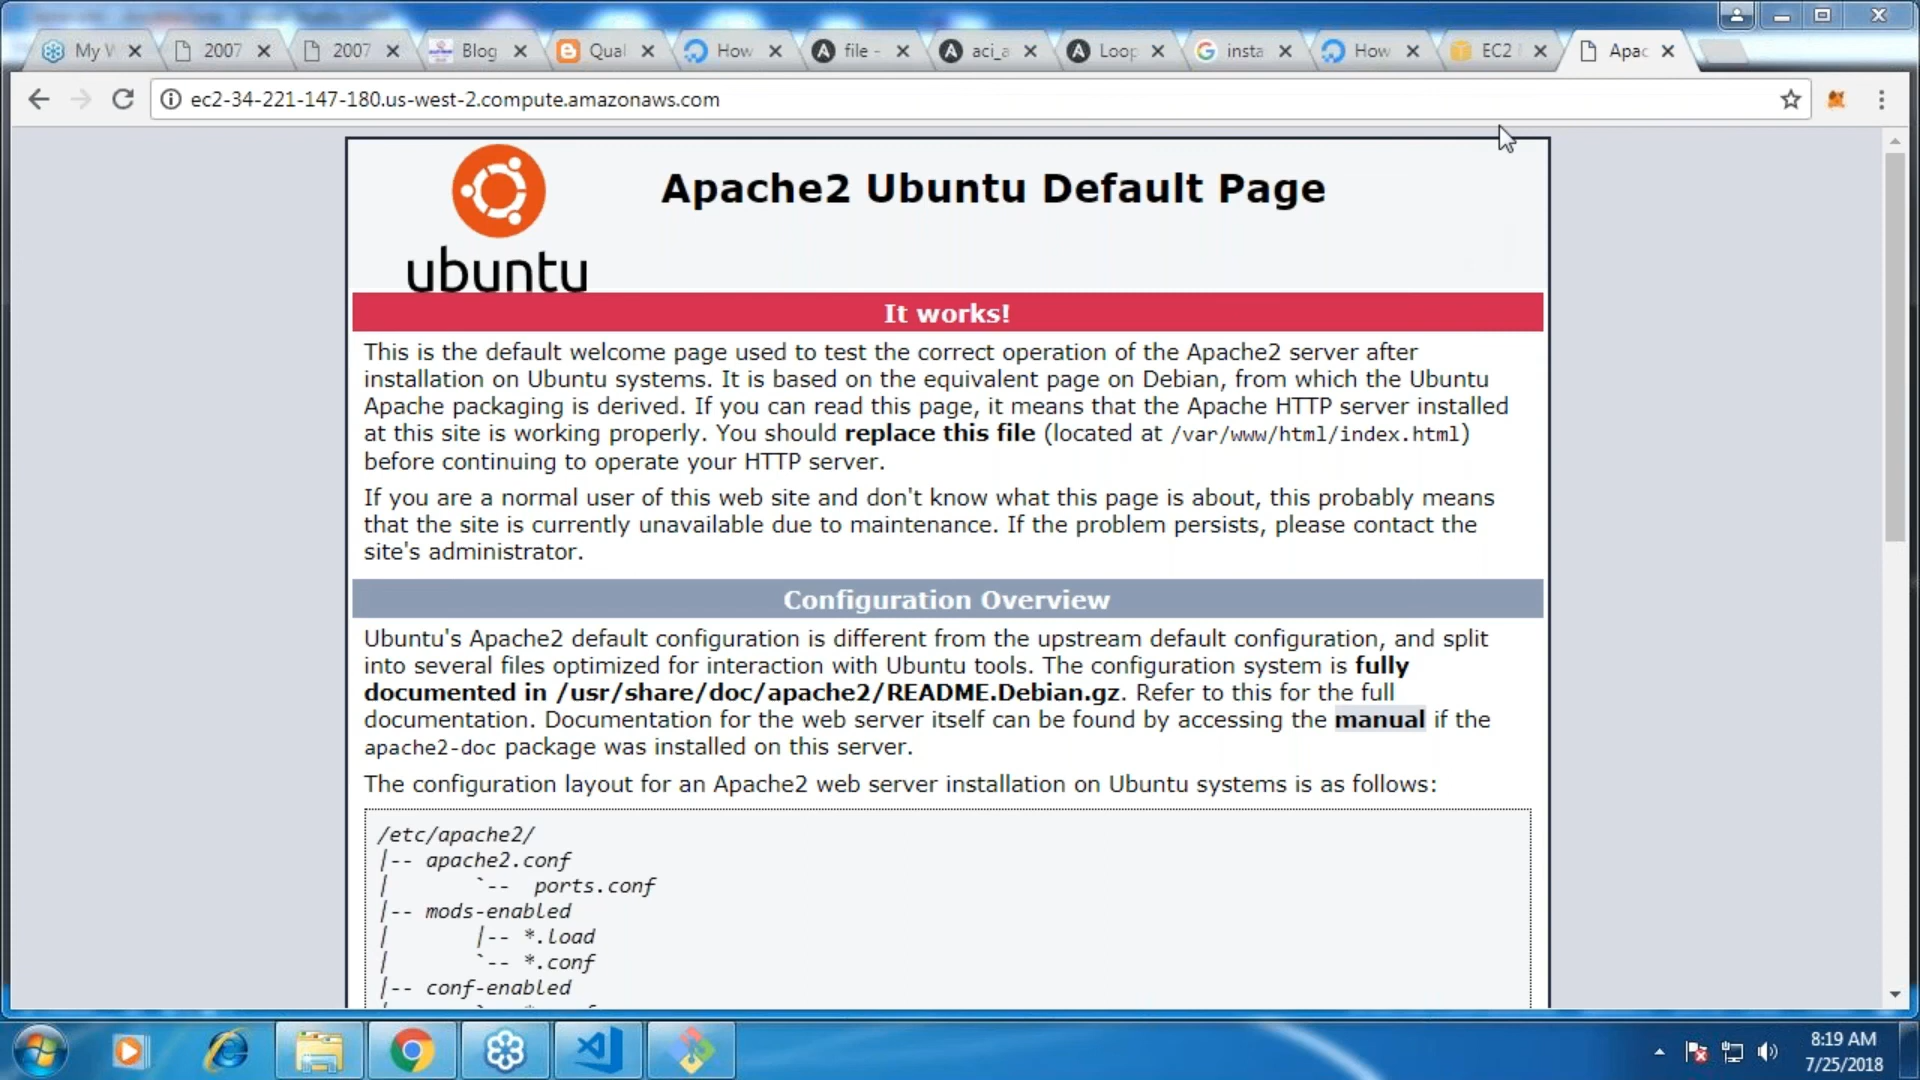 My W
2007
2007
Blog
Qual
How
file -
aci_a
Loop
insta
How
EC2
Apac
ec2-34-221-147-180.us-west-2.compute.amazonaws.com
Apache2 Ubuntu Default Page
ubuntu
It works!
This is the default welcome page used to test the correct operation of the Apache2 server after
installation on Ubuntu systems. It is based on the equivalent page on Debian, from which the Ubuntu
Apache packaging is derived. If you can read this page, it means that the Apache HTTP server installed
at this site is working properly. You should replace this file (located at /var/www/html/index.html)
before continuing to operate your HTTP server.
If you are a normal user of this web site and don't know what this page is about, this probably means
that the site is currently unavailable due to maintenance. If the problem persists, please contact the
site's administrator.
Configuration Overview
Ubuntu's Apache2 default configuration is different from the upstream default configuration, and split
into several files optimized for interaction with Ubuntu tools. The configuration system is fully
documented in /usr/share/doc/apache2/README.Debian.gz. Refer to this for the full
documentation. Documentation for the web server itself can be found by accessing the manual if the
apache2-doc package was installed on this server.
The configuration layout for an Apache2 web server installation on Ubuntu systems is as follows:
/etc/apache2/
|-- apache2.conf
|       `--  ports.conf
|-- mods-enabled
|       |-- *.load
|       `-- *.conf
|-- conf-enabled
8:19 AM
7/25/2018